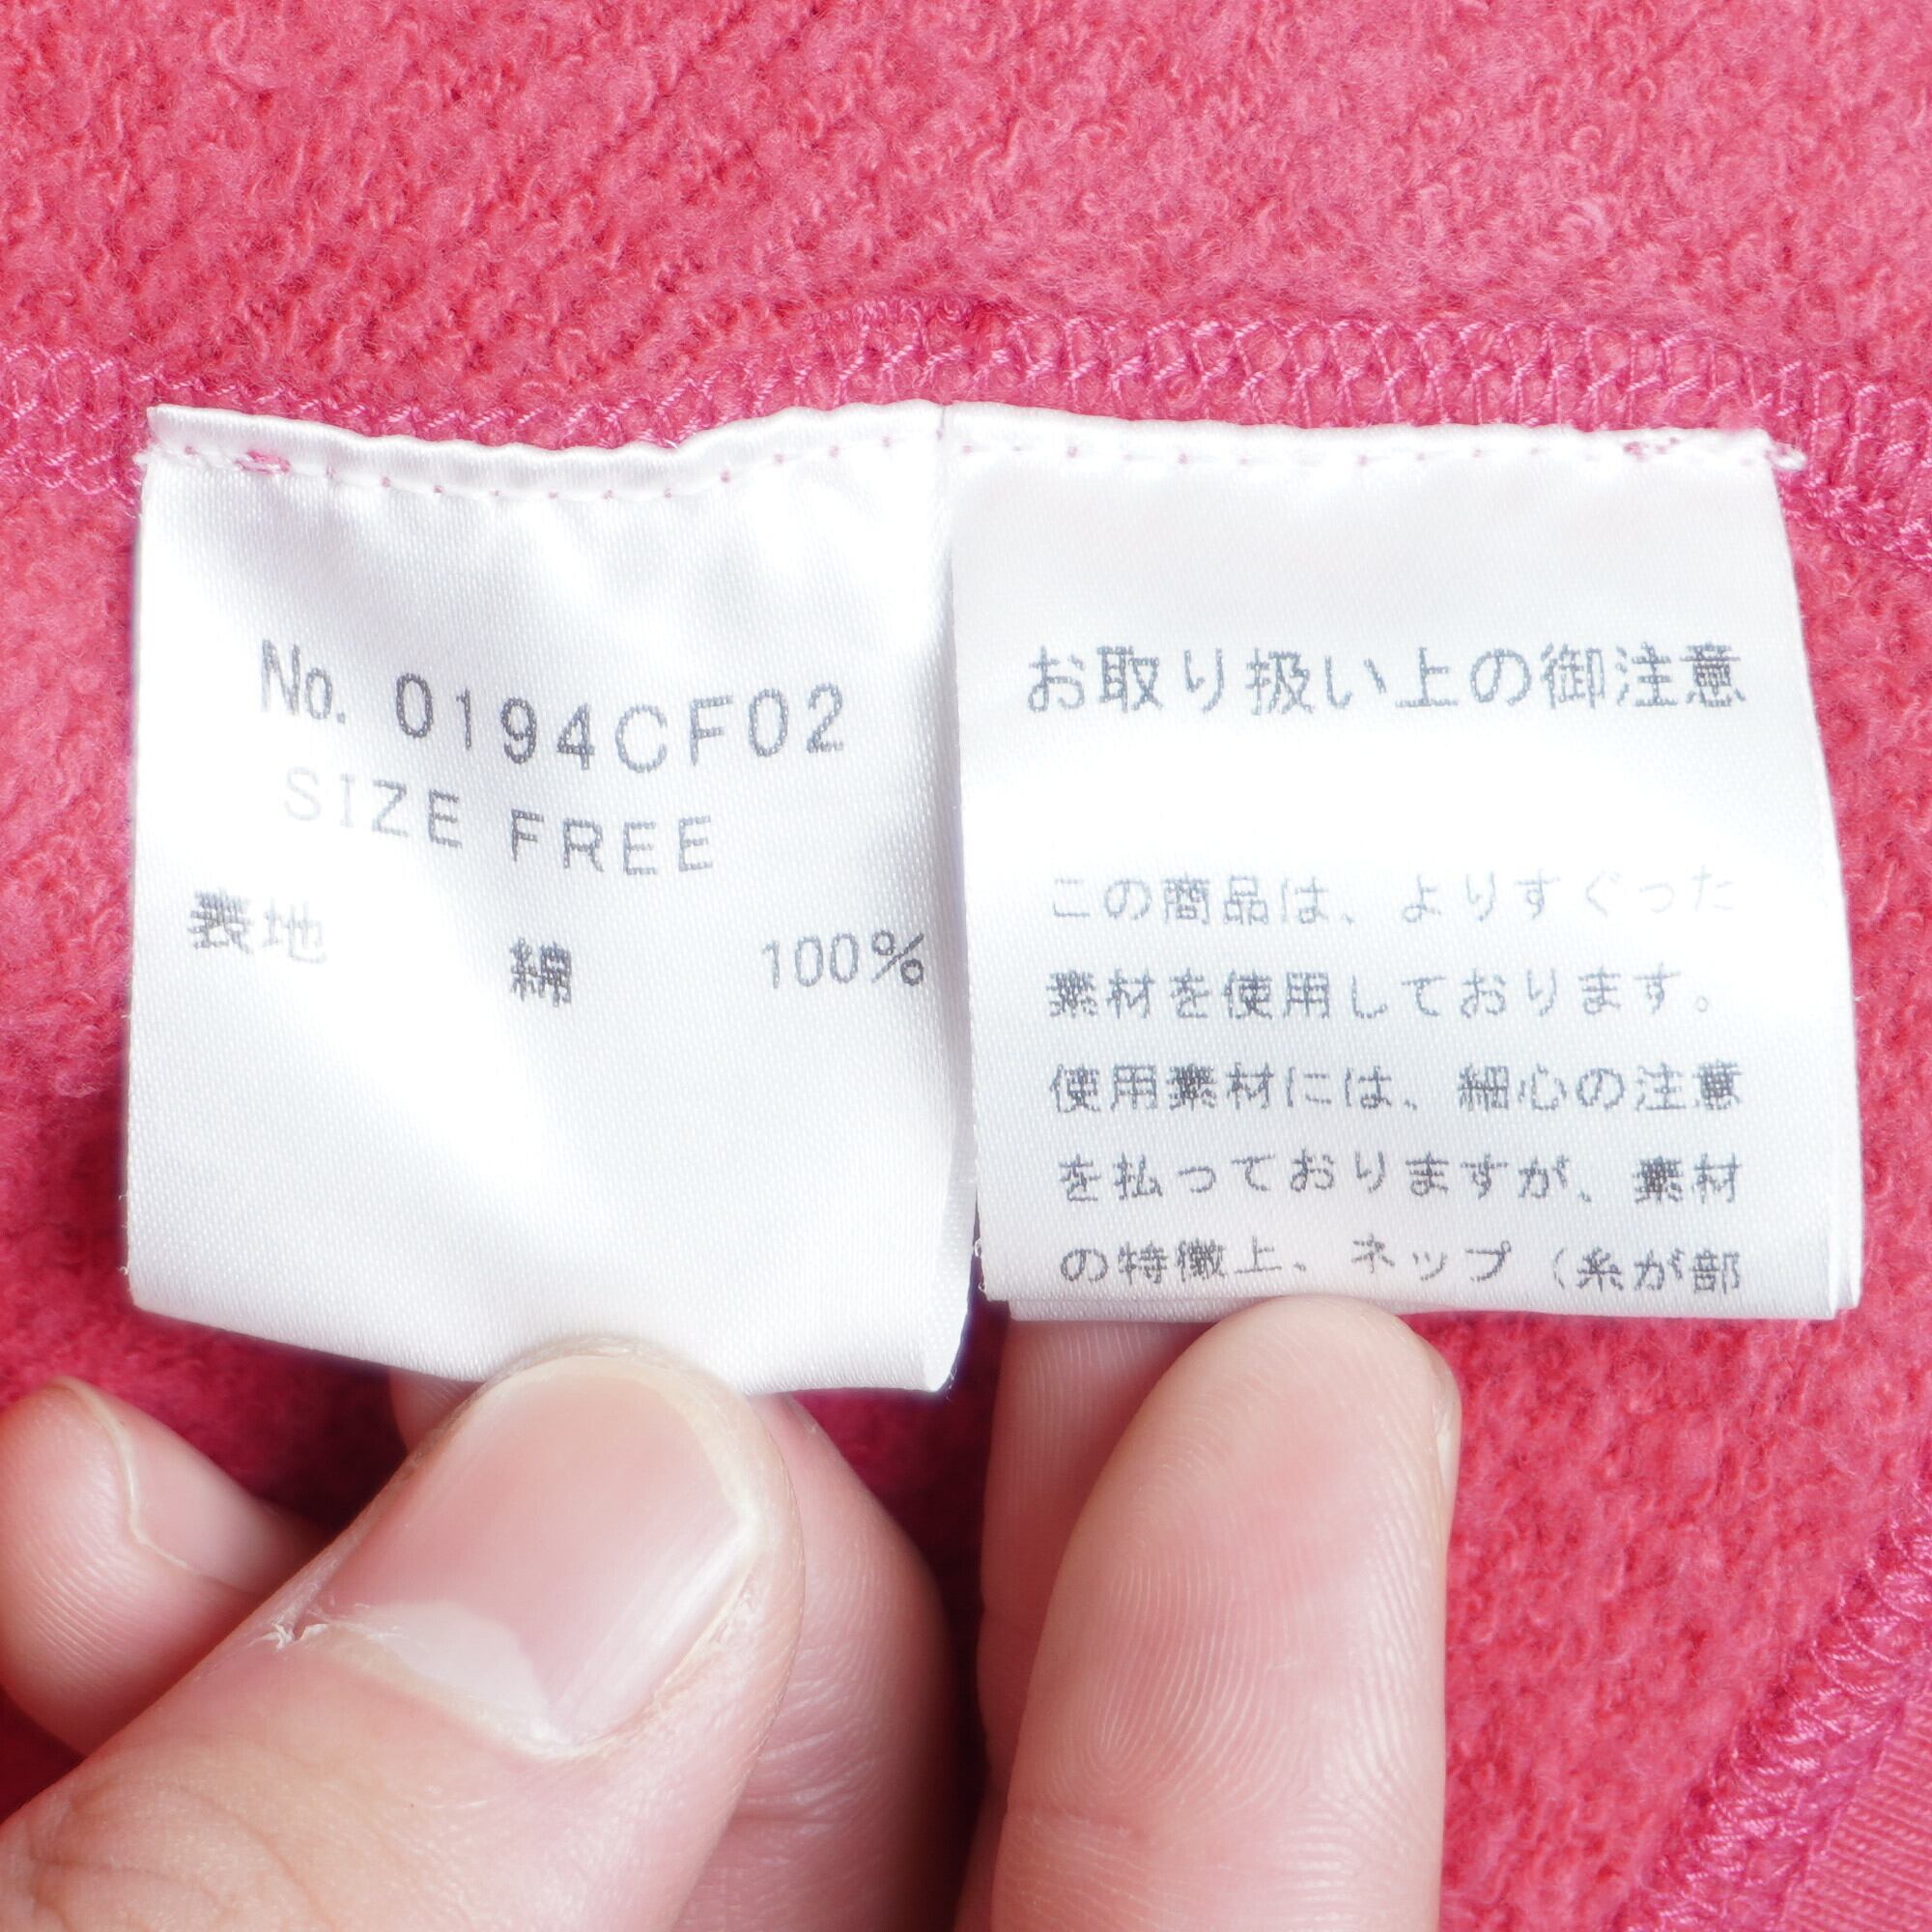 No. 0194CF02
SIZE FREE
表地 綿 100%
お取り扱い上の御注意
この商品は、よりすぐった
素材を使用しております。
使用素材には、細心の注意
を払っておりますが、素材
の特徴上、ネップ（糸が部